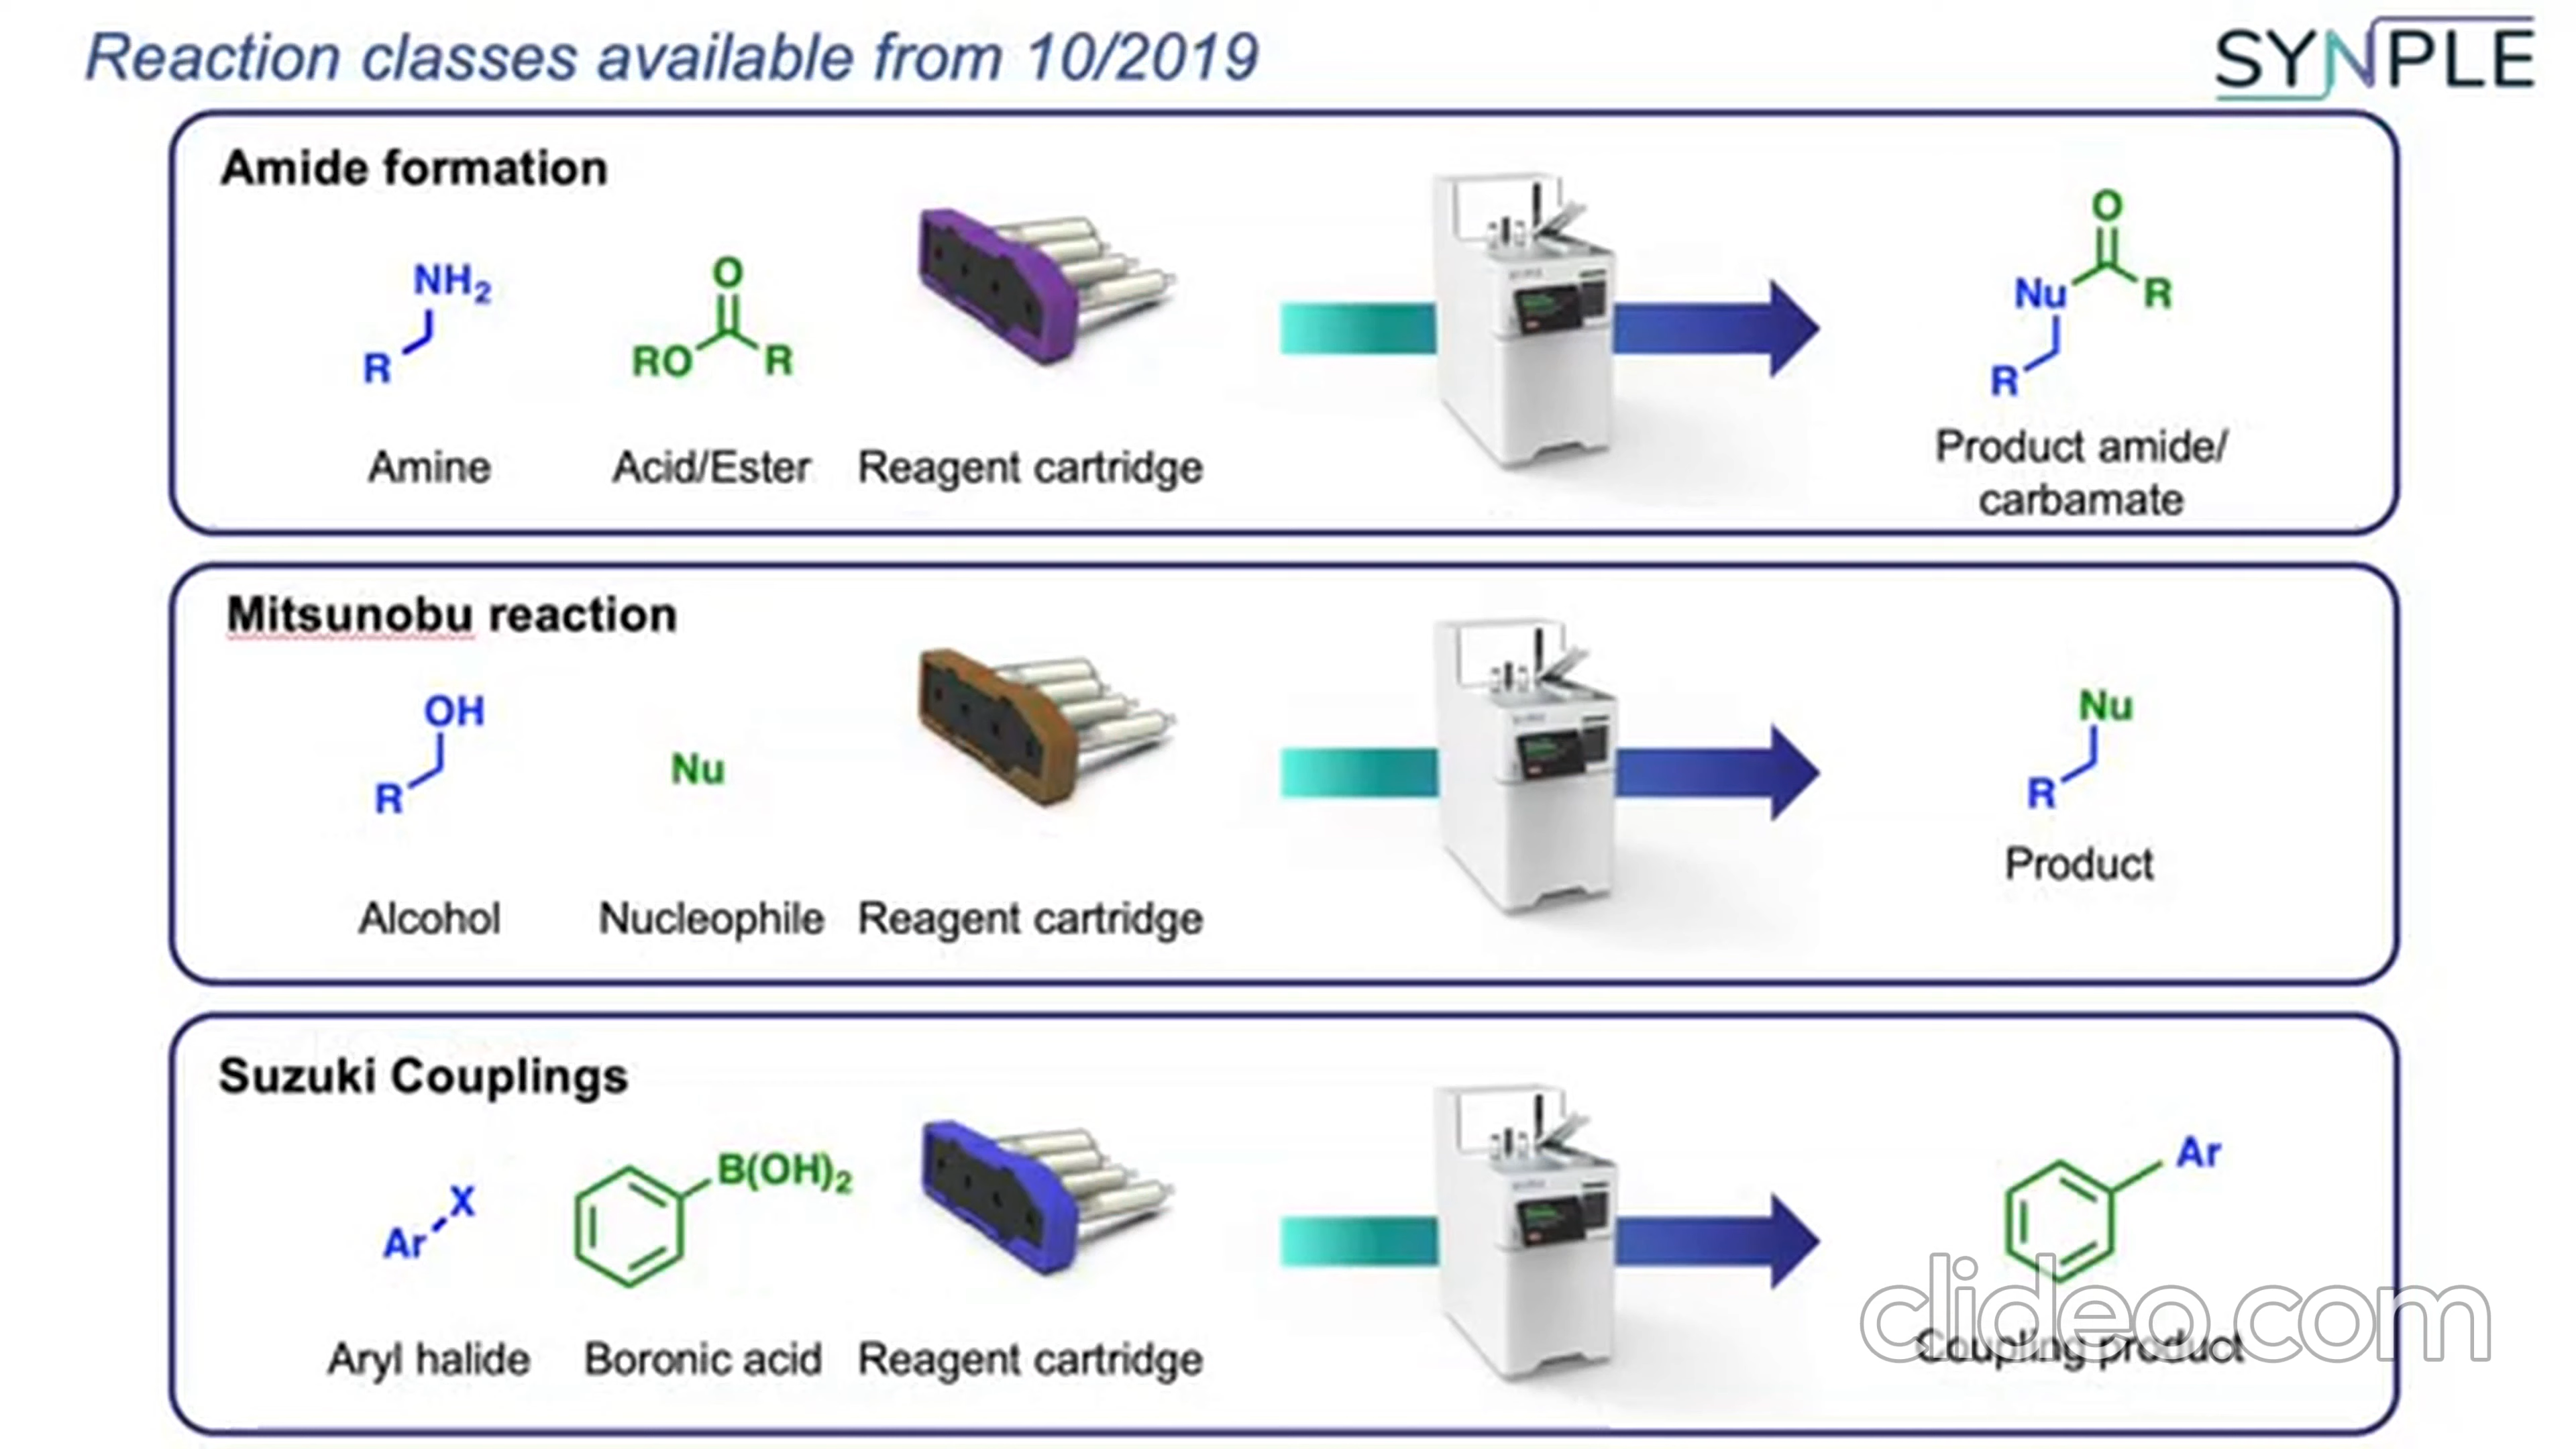 Reaction classes available from 10/2019
SYNPLE
Amide formation
NH2
R
O
RO
R
O
Nu
R
R
Amine
Acid/Ester
Reagent cartridge
Product amide/
carbamate
Mitsunobu reaction
OH
R
Nu
Nu
R
Alcohol
Nucleophile
Reagent cartridge
Product
Suzuki Couplings
X
Ar
B(OH)2
Ar
Aryl halide
Boronic acid
Reagent cartridge
Coupling product
clideo.com